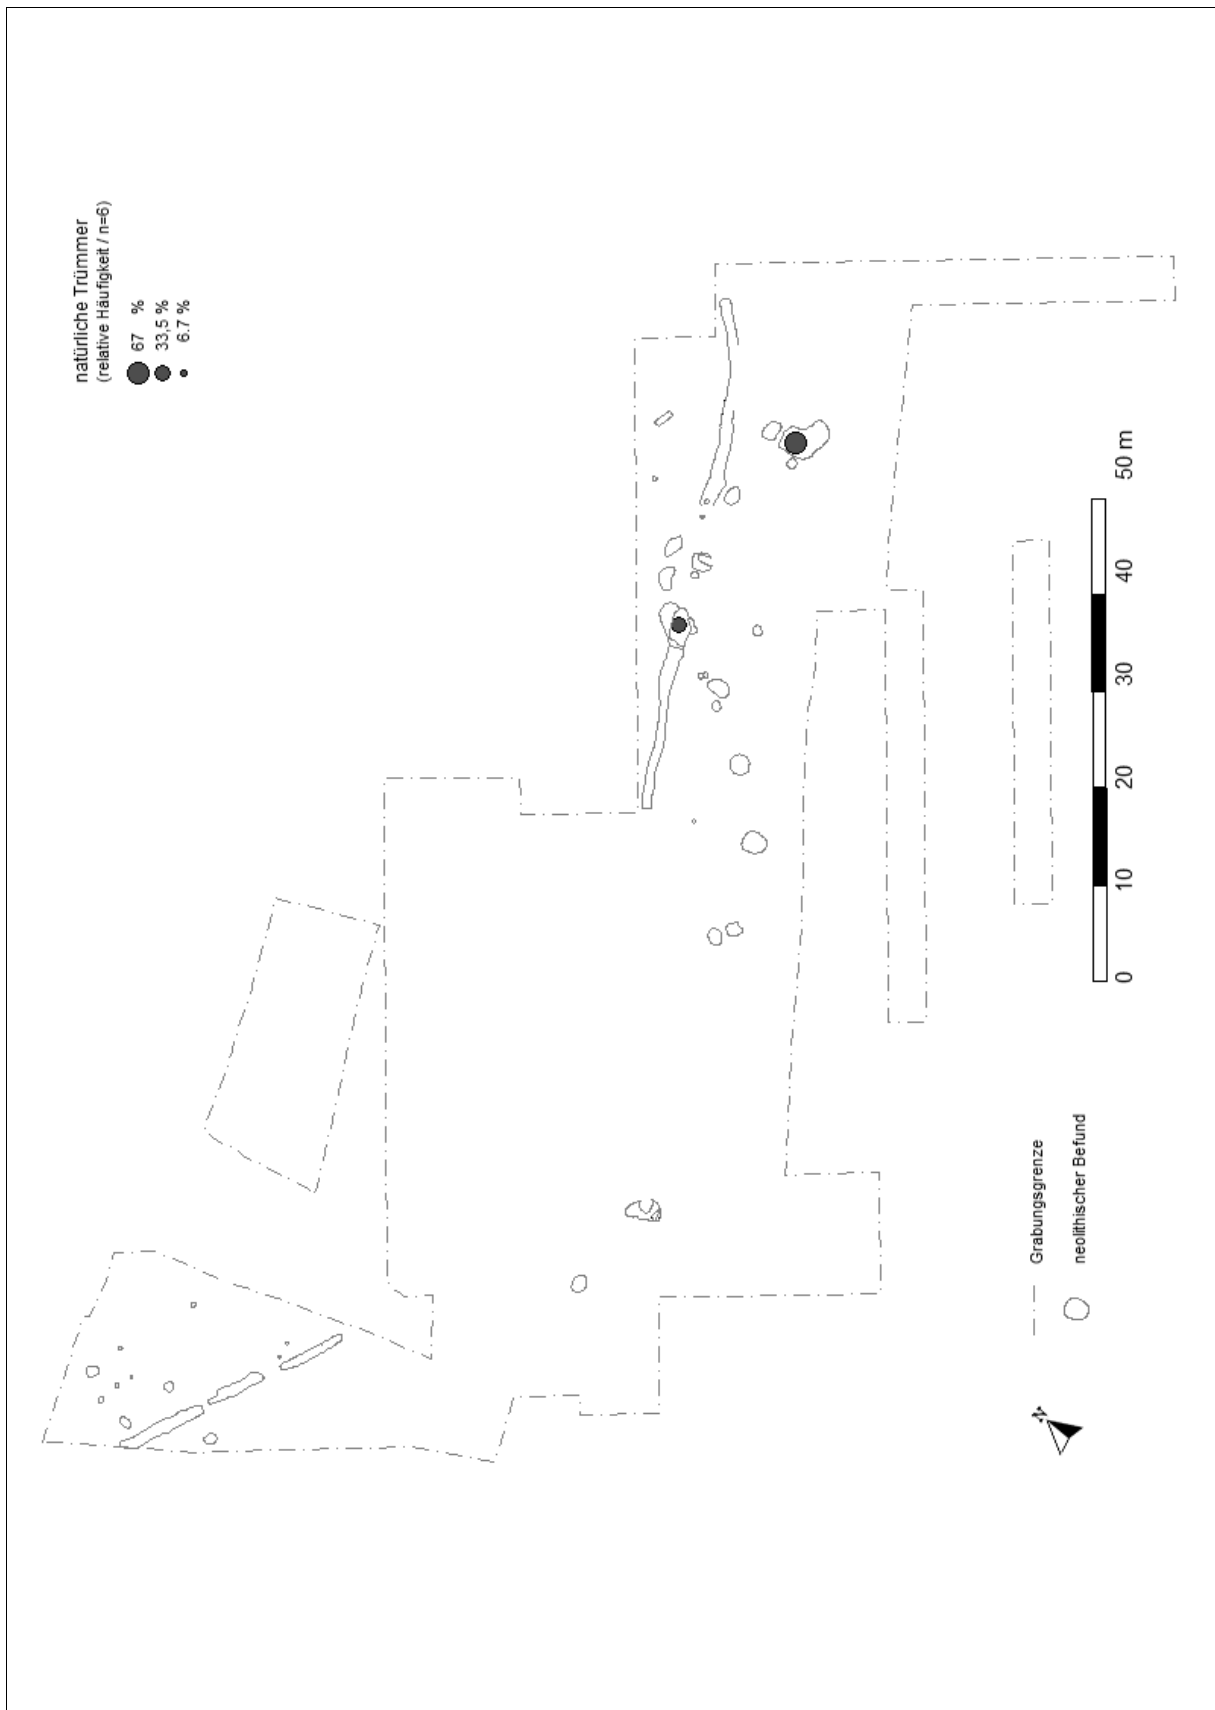 natürliche Trümmer
(relative Häufigkeit / n=6)
67 %
33,5 %
6.7 %
0 10 20 30 40 50 m
Grabungsgrenze
neolithischer Befund
N